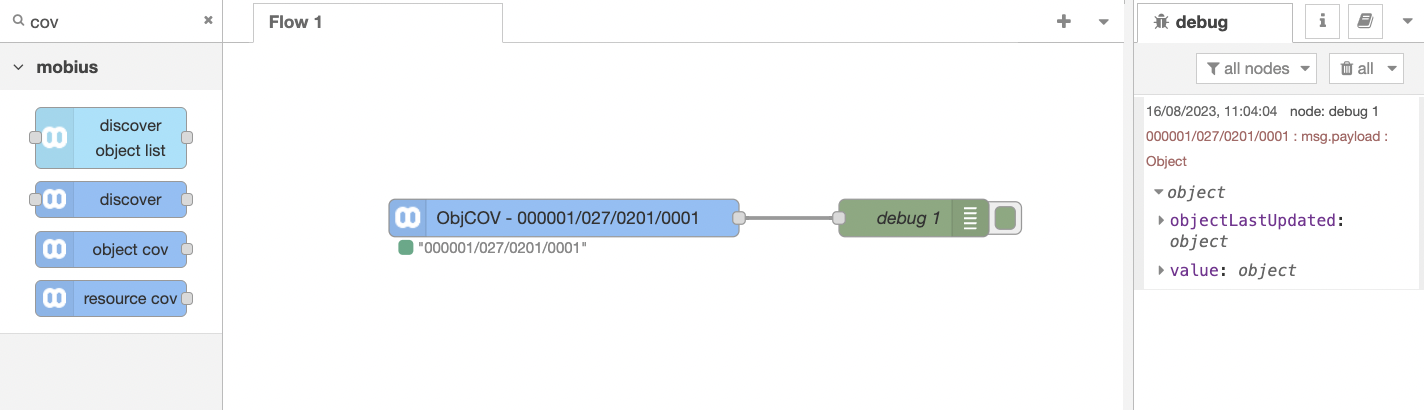 cov
mobius
discover
object list
discover
object cov
resource cov
Flow 1
ObjCOV - 000001/027/0201/0001
"000001/027/0201/0001"
debug 1
debug
i
all nodes
all
16/08/2023, 11:04:04 node: debug 1
000001/027/0201/0001 : msg.payload :
Object
object
objectLastUpdated:
object
value: object